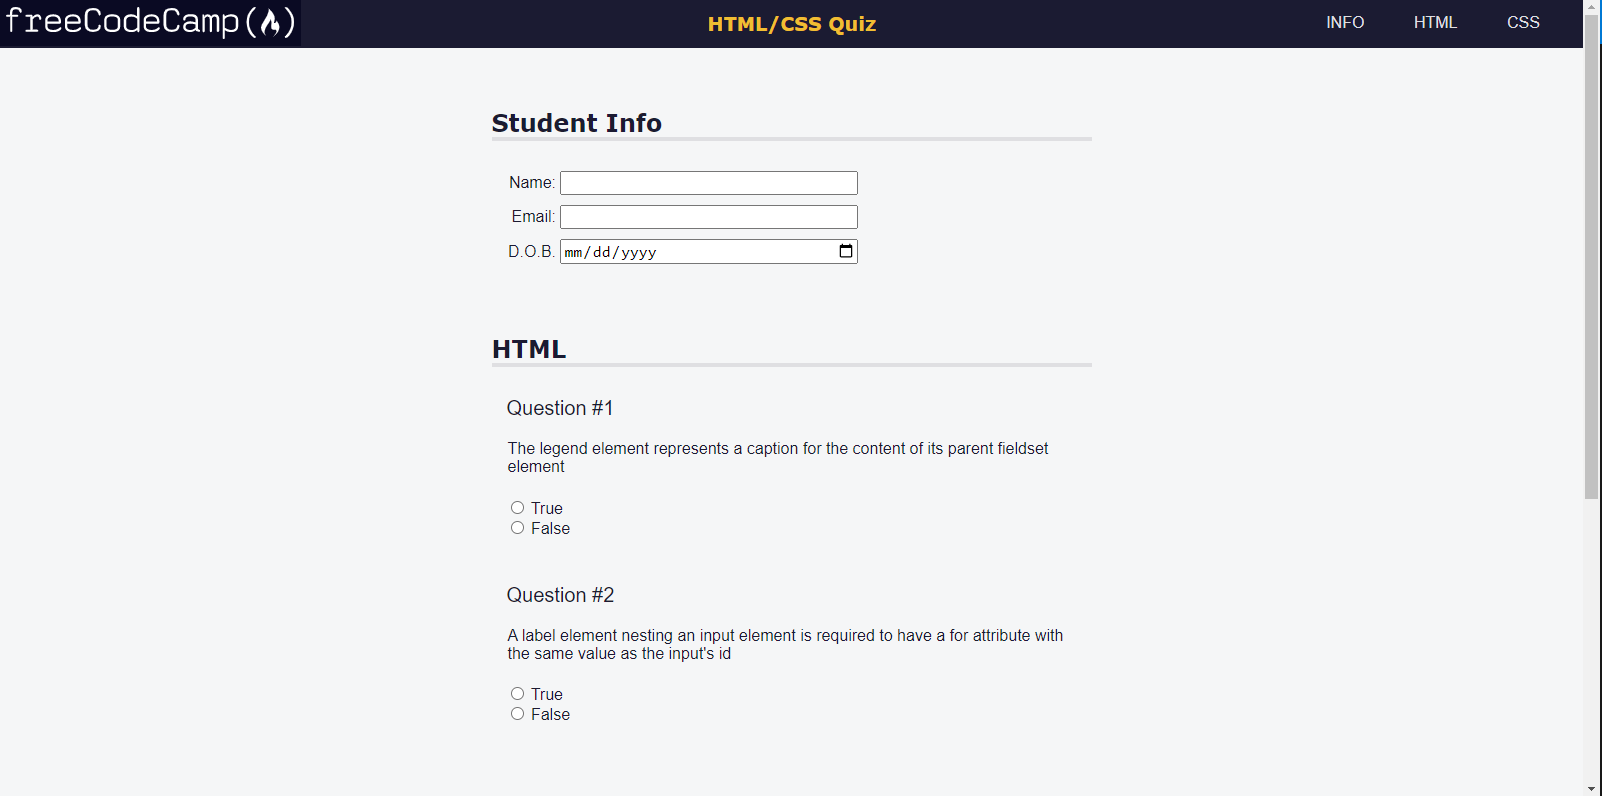 freeCodeCamp(🔥)
HTML/CSS Quiz
INFO
HTML
CSS
Student Info
Name:
Email:
D.O.B.
mm/dd/yyyy
HTML
Question #1
The legend element represents a caption for the content of its parent fieldset
element
True
False
Question #2
A label element nesting an input element is required to have a for attribute with
the same value as the input's id
True
False